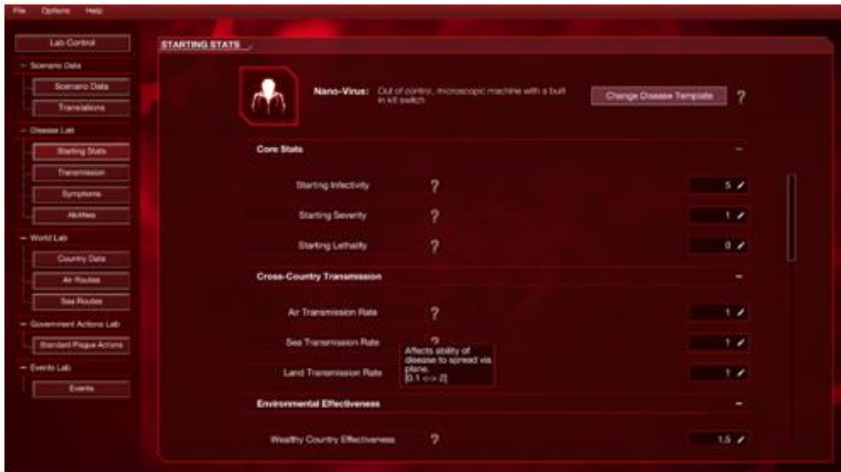 File Options Help
Lab Control
Scenario Data
Scenario Data
Translations
Disease Lab
Starting Stats
Transmission
Symptoms
Abilities
World Lab
Country Data
Air Routes
Sea Routes
Government Actions Lab
Standard Plague Actions
Events Lab
Events
STARTING STATS
Nano-Virus: Out of control, microscopic machine with a built
in kill switch
Change Disease Template ?
Core Stats
Starting Infectivity ? 5
Starting Severity ? 1
Starting Lethality ? 0
Cross-Country Transmission
Air Transmission Rate ? 1
Sea Transmission Rate ? 1
Affects ability of
disease to spread via
plane.
[0.1 <-> 2]
Land Transmission Rate 1
Environmental Effectiveness
Wealthy Country Effectiveness ? 1.5